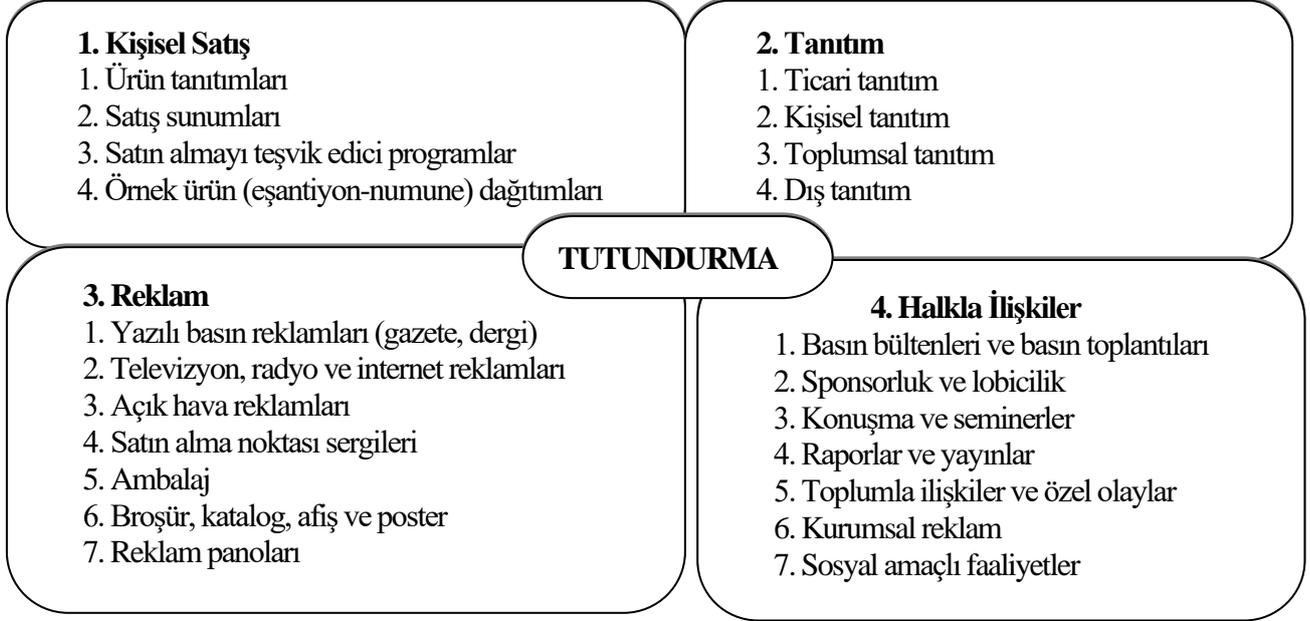 1. Kişisel Satış
1. Ürün tanıtımları
2. Satış sunumları
3. Satın almayı teşvik edici programlar
4. Örnek ürün (eşantiyon-numune) dağıtımları
2. Tanıtım
1. Ticari tanıtım
2. Kişisel tanıtım
3. Toplumsal tanıtım
4. Dış tanıtım
TUTUNDURMA
3. Reklam
1. Yazılı basın reklamları (gazete, dergi)
2. Televizyon, radyo ve internet reklamları
3. Açık hava reklamları
4. Satın alma noktası sergileri
5. Ambalaj
6. Broşür, katalog, afiş ve poster
7. Reklam panoları
4. Halkla İlişkiler
1. Basın bültenleri ve basın toplantıları
2. Sponsorluk ve lobicilik
3. Konuşma ve seminerler
4. Raporlar ve yayınlar
5. Toplumla ilişkiler ve özel olaylar
6. Kurumsal reklam
7. Sosyal amaçlı faaliyetler